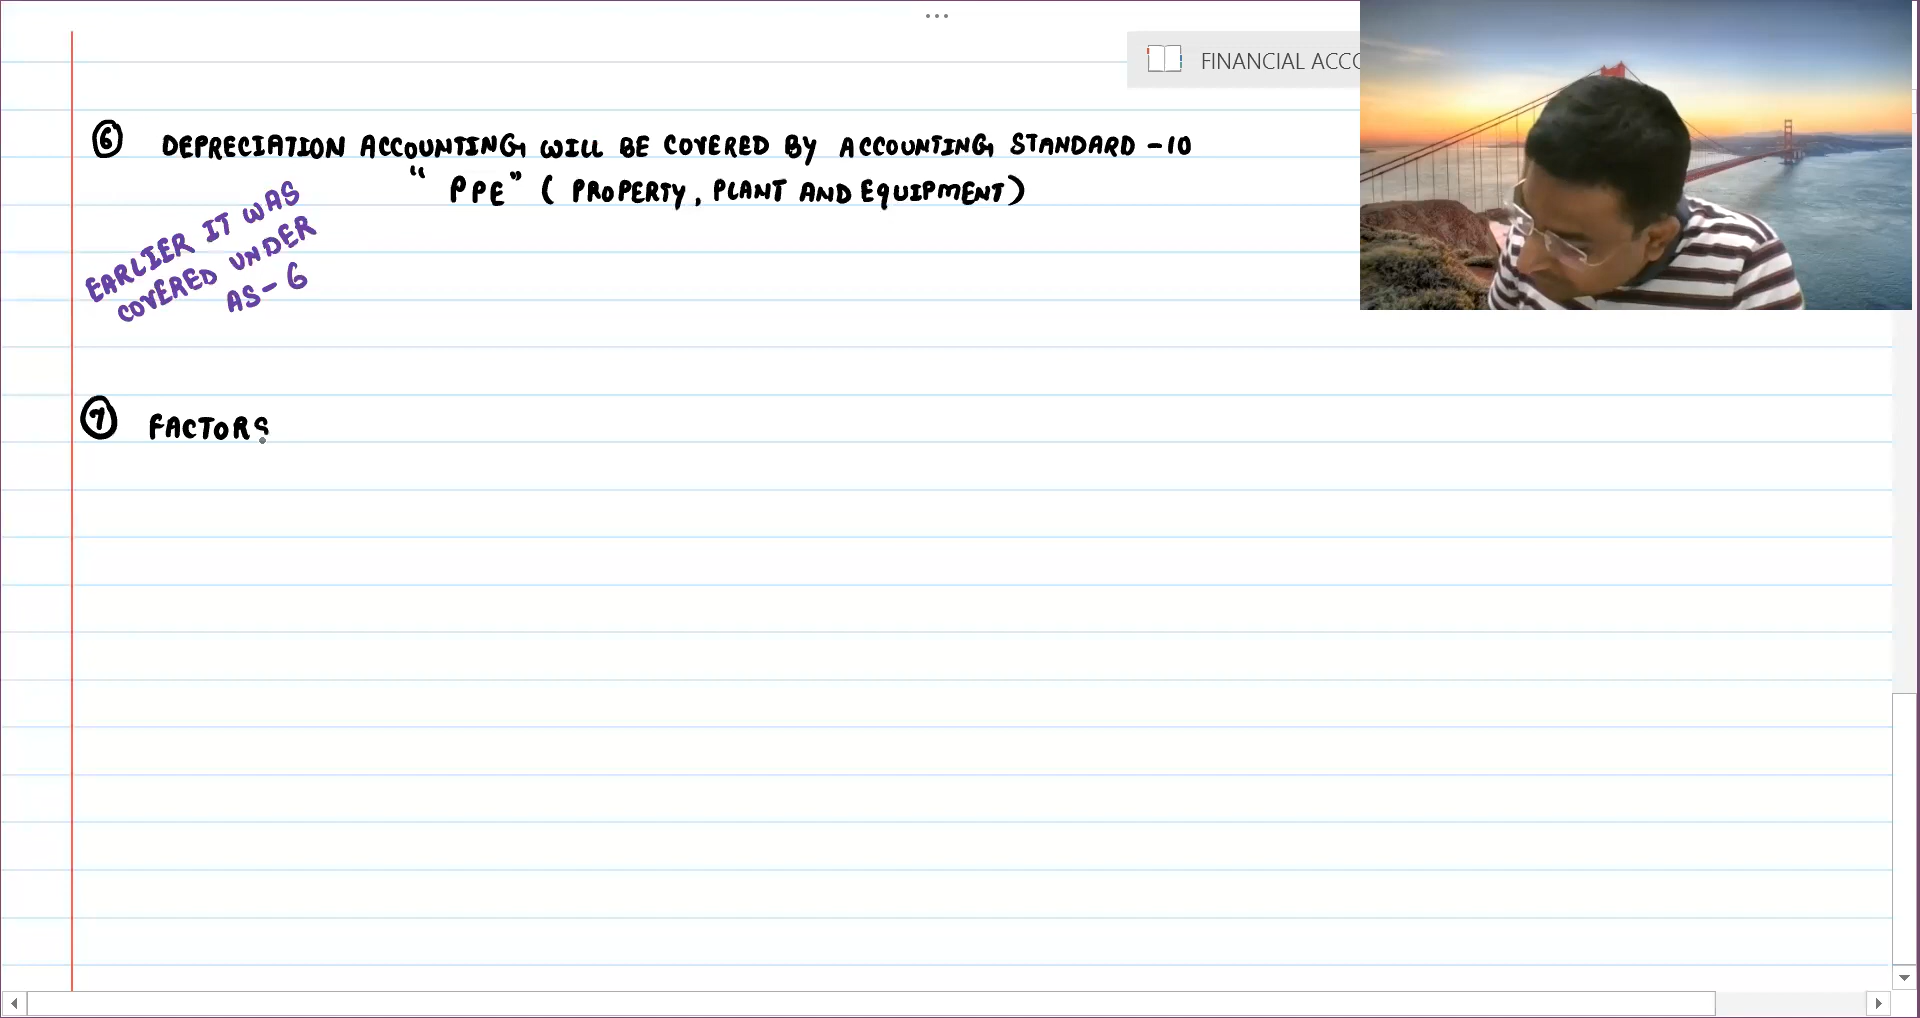 FINANCIAL ACCO
6 DEPRECIATION ACCOUNTING WILL BE COVERED BY ACCOUNTING STANDARD -10
"PPE" ( PROPERTY, PLANT AND EQUIPMENT)
EARLIER IT WAS
COVERED UNDER
AS-6
7 FACTORS